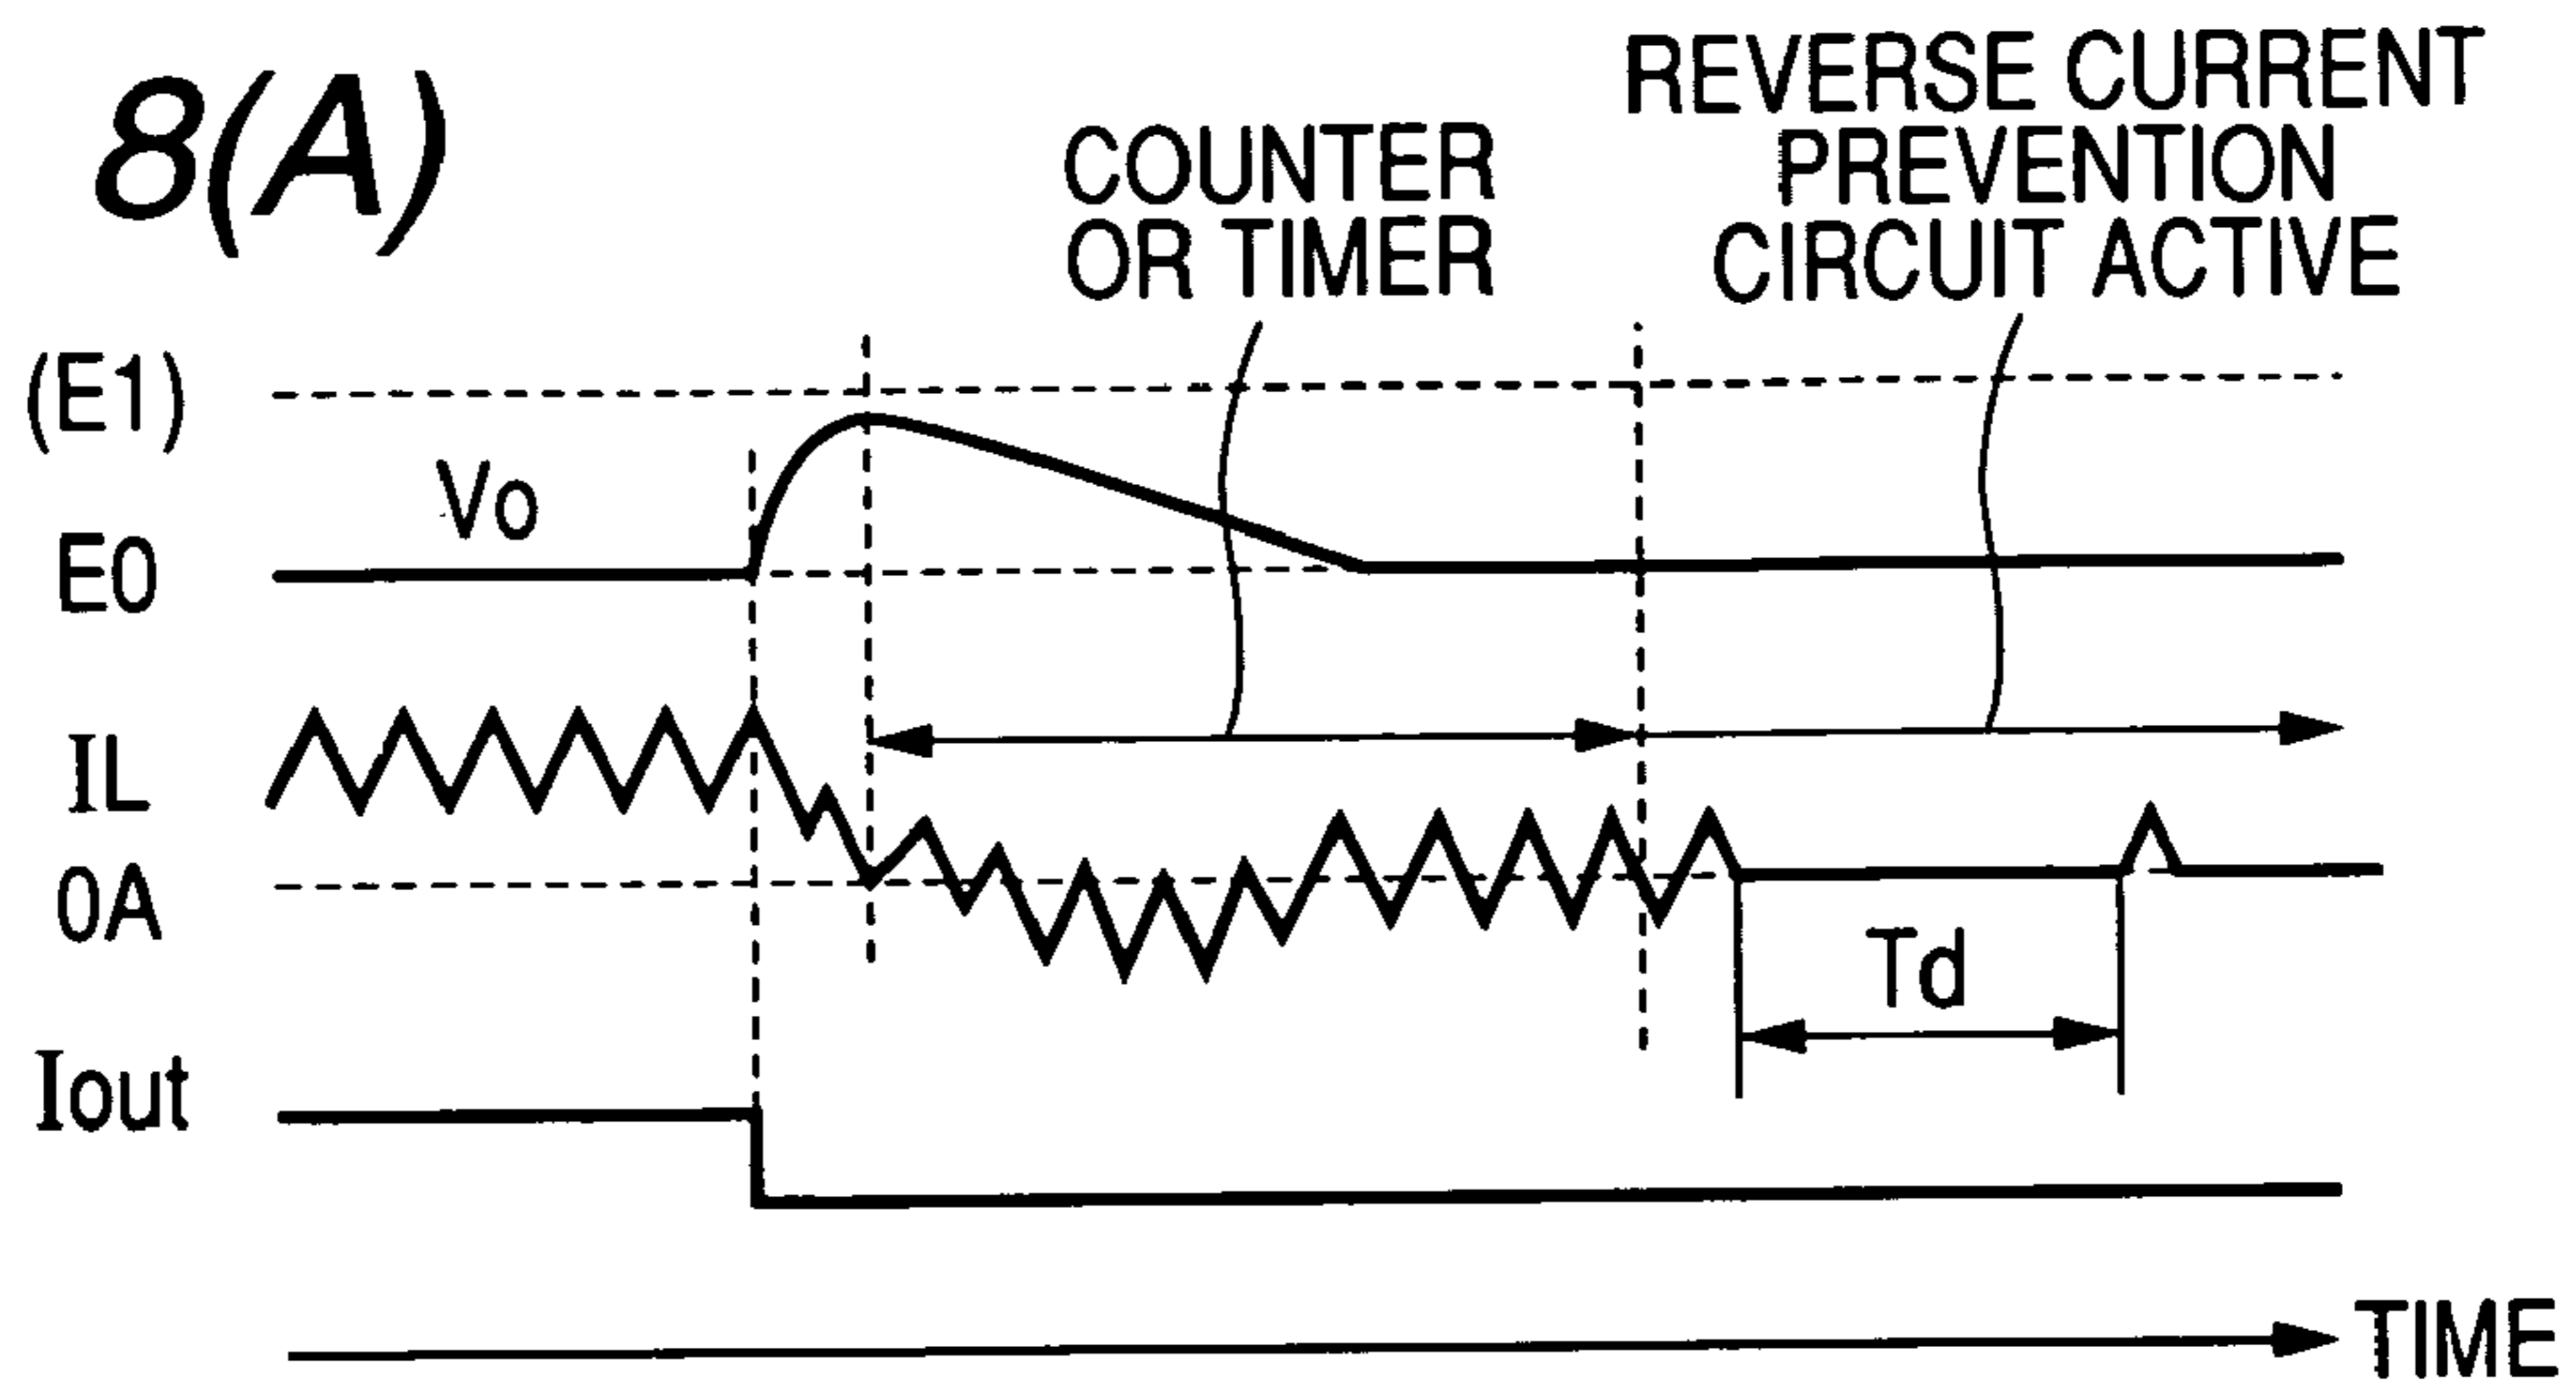 8(A)
COUNTER
OR TIMER
REVERSE CURRENT
PREVENTION
CIRCUIT ACTIVE
(E1)
Vo
E0
IL
0A
Td
Iout
TIME